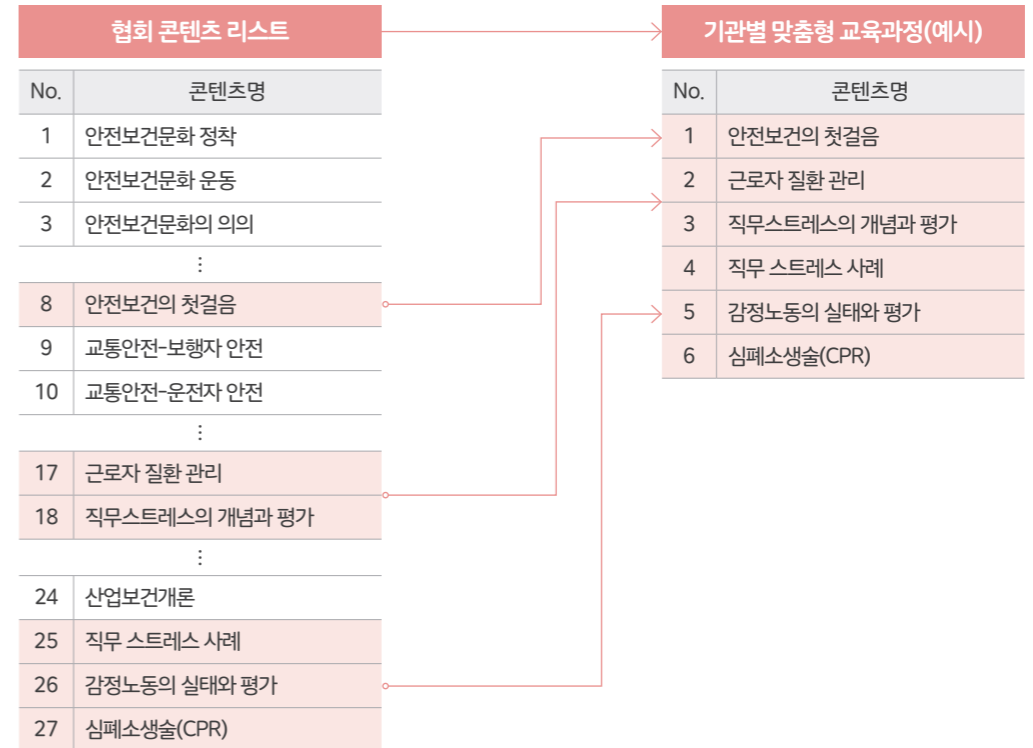 협회 콘텐츠 리스트
No. 콘텐츠명
1 안전보건문화 정착
2 안전보건문화 운동
3 안전보건문화의 의의
⋮
8 안전보건의 첫걸음
9 교통안전-보행자 안전
10 교통안전-운전자 안전
⋮
17 근로자 질환 관리
18 직무스트레스의 개념과 평가
⋮
24 산업보건개론
25 직무 스트레스 사례
26 감정노동의 실태와 평가
27 심폐소생술(CPR)
기관별 맞춤형 교육과정(예시)
No. 콘텐츠명
1 안전보건의 첫걸음
2 근로자 질환 관리
3 직무스트레스의 개념과 평가
4 직무 스트레스 사례
5 감정노동의 실태와 평가
6 심폐소생술(CPR)